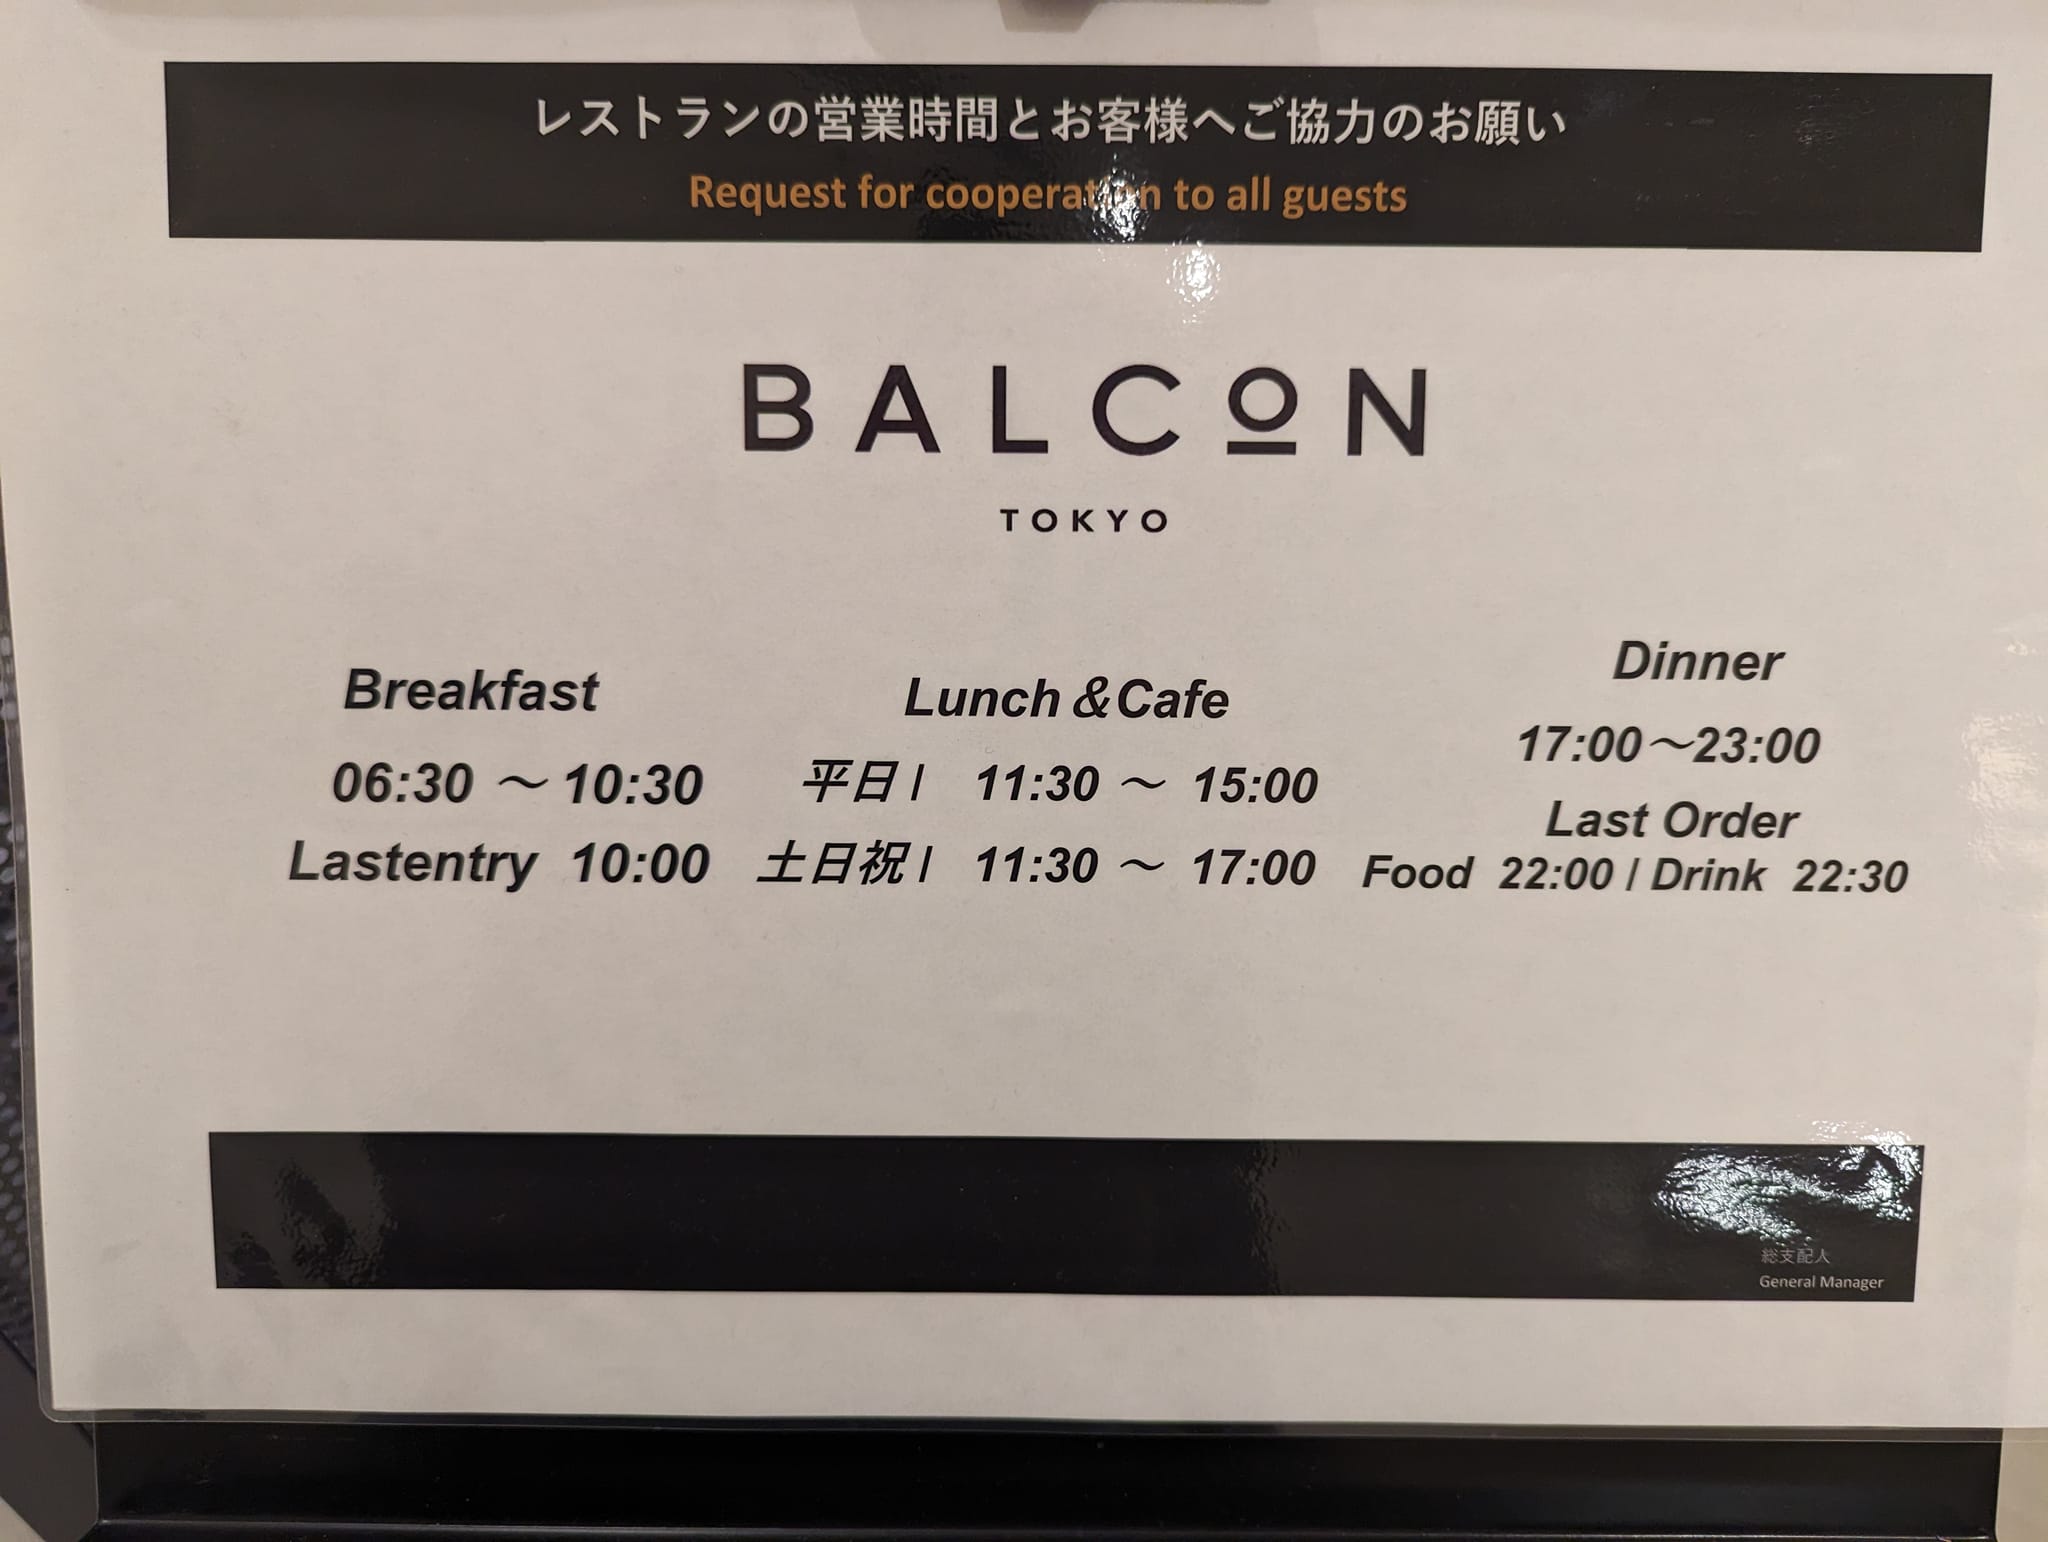 レストランの営業時間とお客様へご協力のお願い
Request for cooperation to all guests
BALCON
TOKYO
Breakfast
06:30 ～ 10:30
Lastentry 10:00
Lunch &Cafe
平日 | 11:30 ～ 15:00
土日祝 | 11:30 ～ 17:00
Dinner
17:00～23:00
Last Order
Food 22:00 / Drink 22:30
総支配人
General Manager